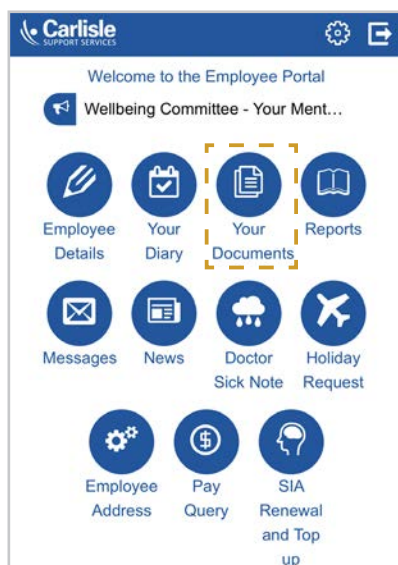 Carlisle
SUPPORT SERVICES
Welcome to the Employee Portal
Wellbeing Committee - Your Ment...
Employee Details
Your Diary
Your Documents
Reports
Messages
News
Doctor Sick Note
Holiday Request
Employee Address
Pay Query
SIA Renewal and Top up